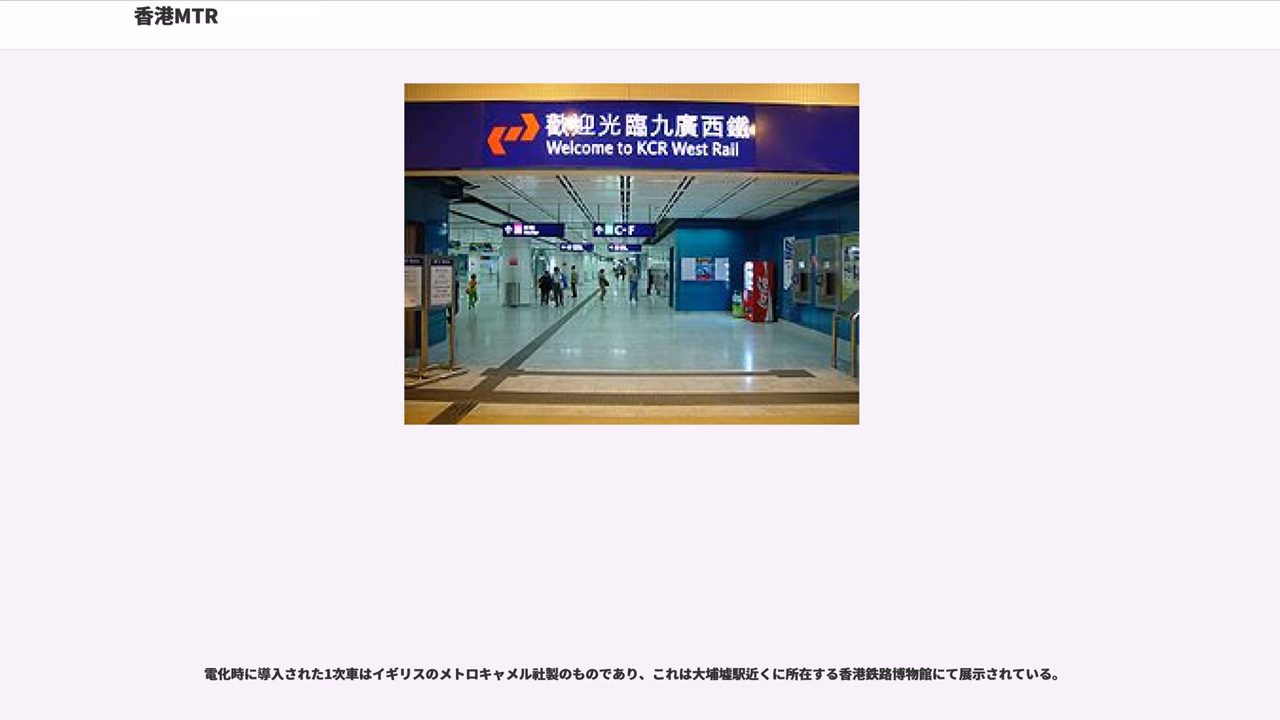 香港MTR
歡迎光臨九廣西鐵
Welcome to KCR West Rail
C-F
電化時に導入された1次車はイギリスのメトロキャメル社製のものであり、これは大埔墟駅近くに所在する香港鉄路博物館にて展示されている。